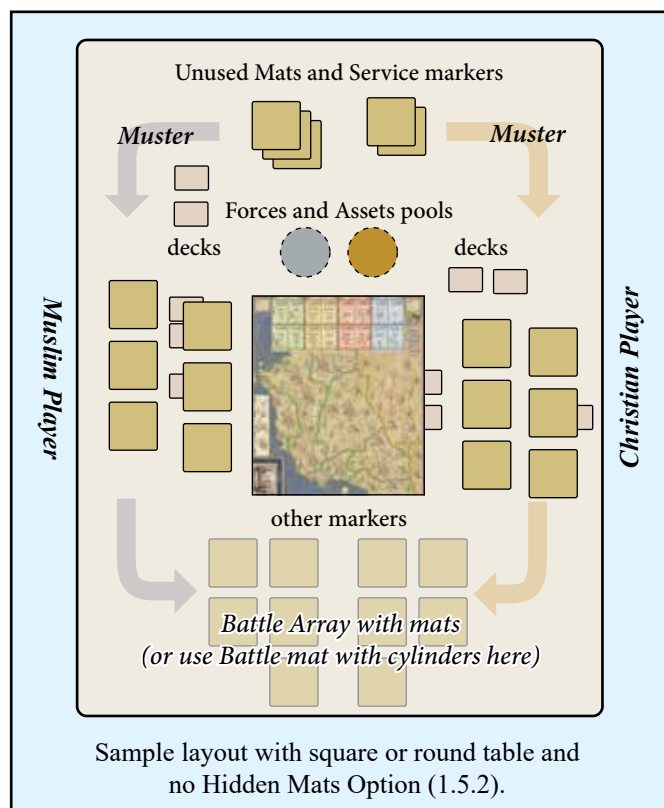 Unused Mats and Service markers
Muster
Muster
Forces and Assets pools
decks
decks
Muslim Player
Christian Player
other markers
Battle Array with mats
(or use Battle mat with cylinders here)
Sample layout with square or round table and
no Hidden Mats Option (1.5.2).